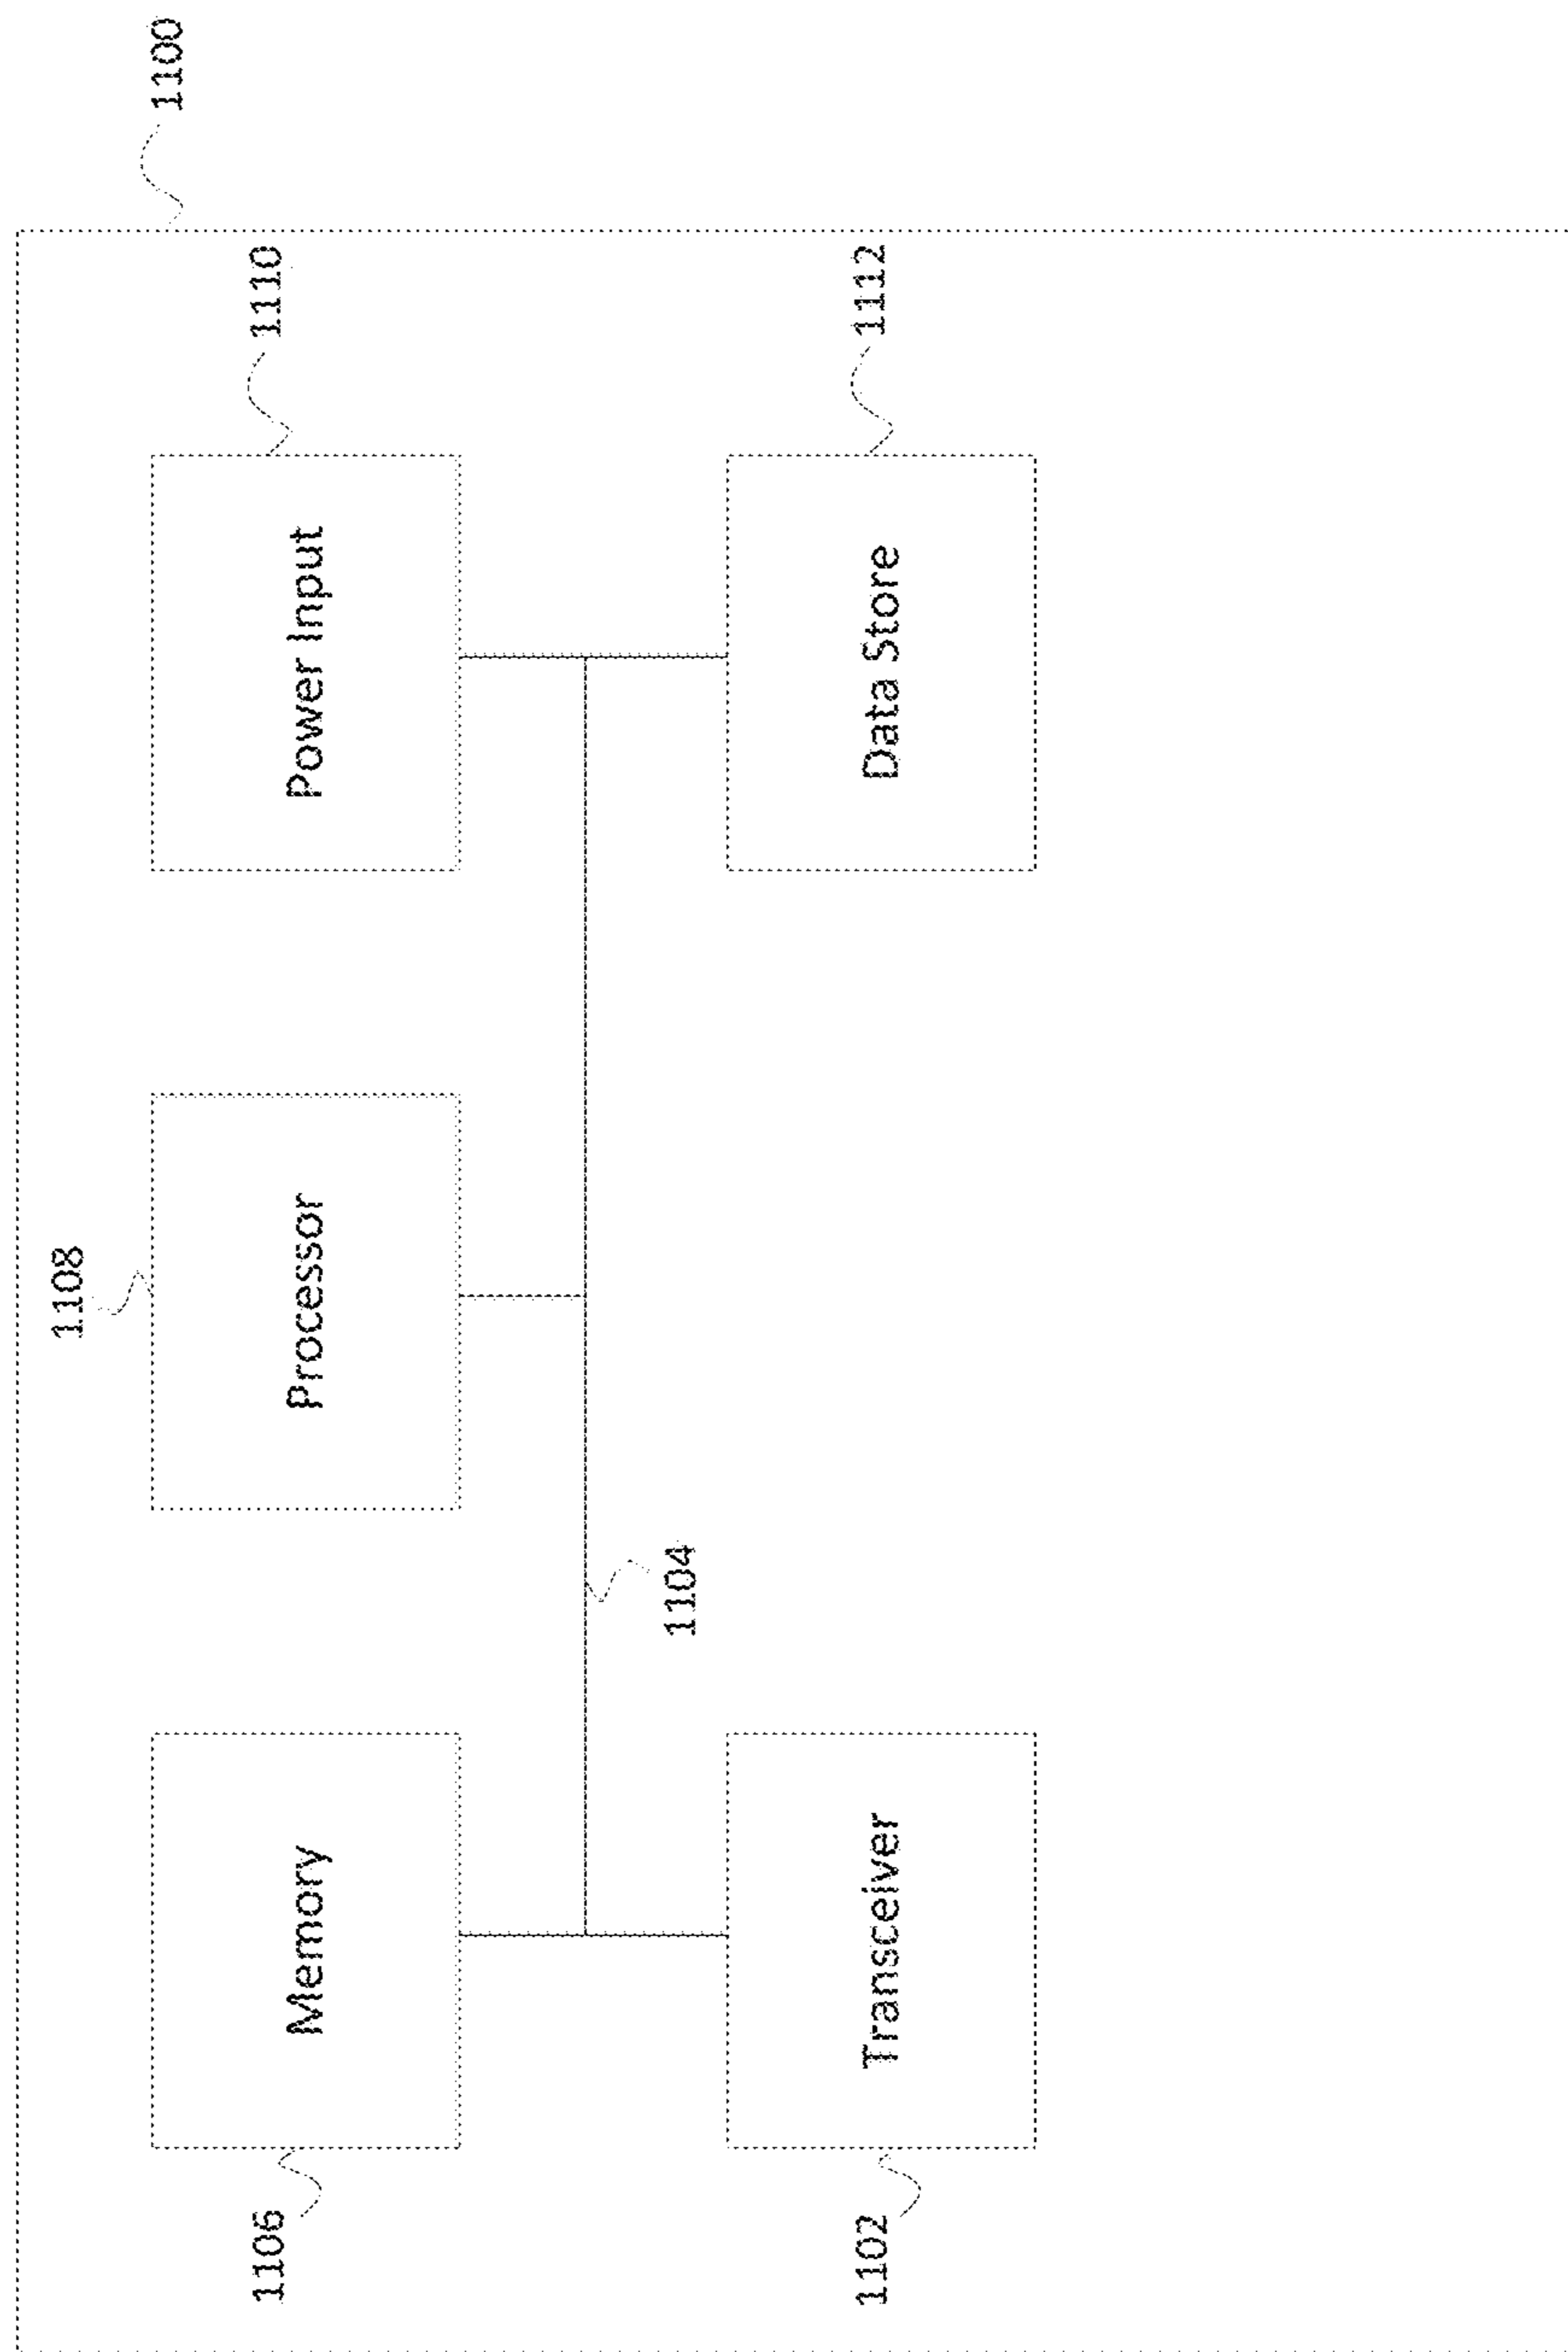 1108
1100
1106
Memory
Processor
Power Input
1110
1104
1102
Transceiver
Data Store
1112